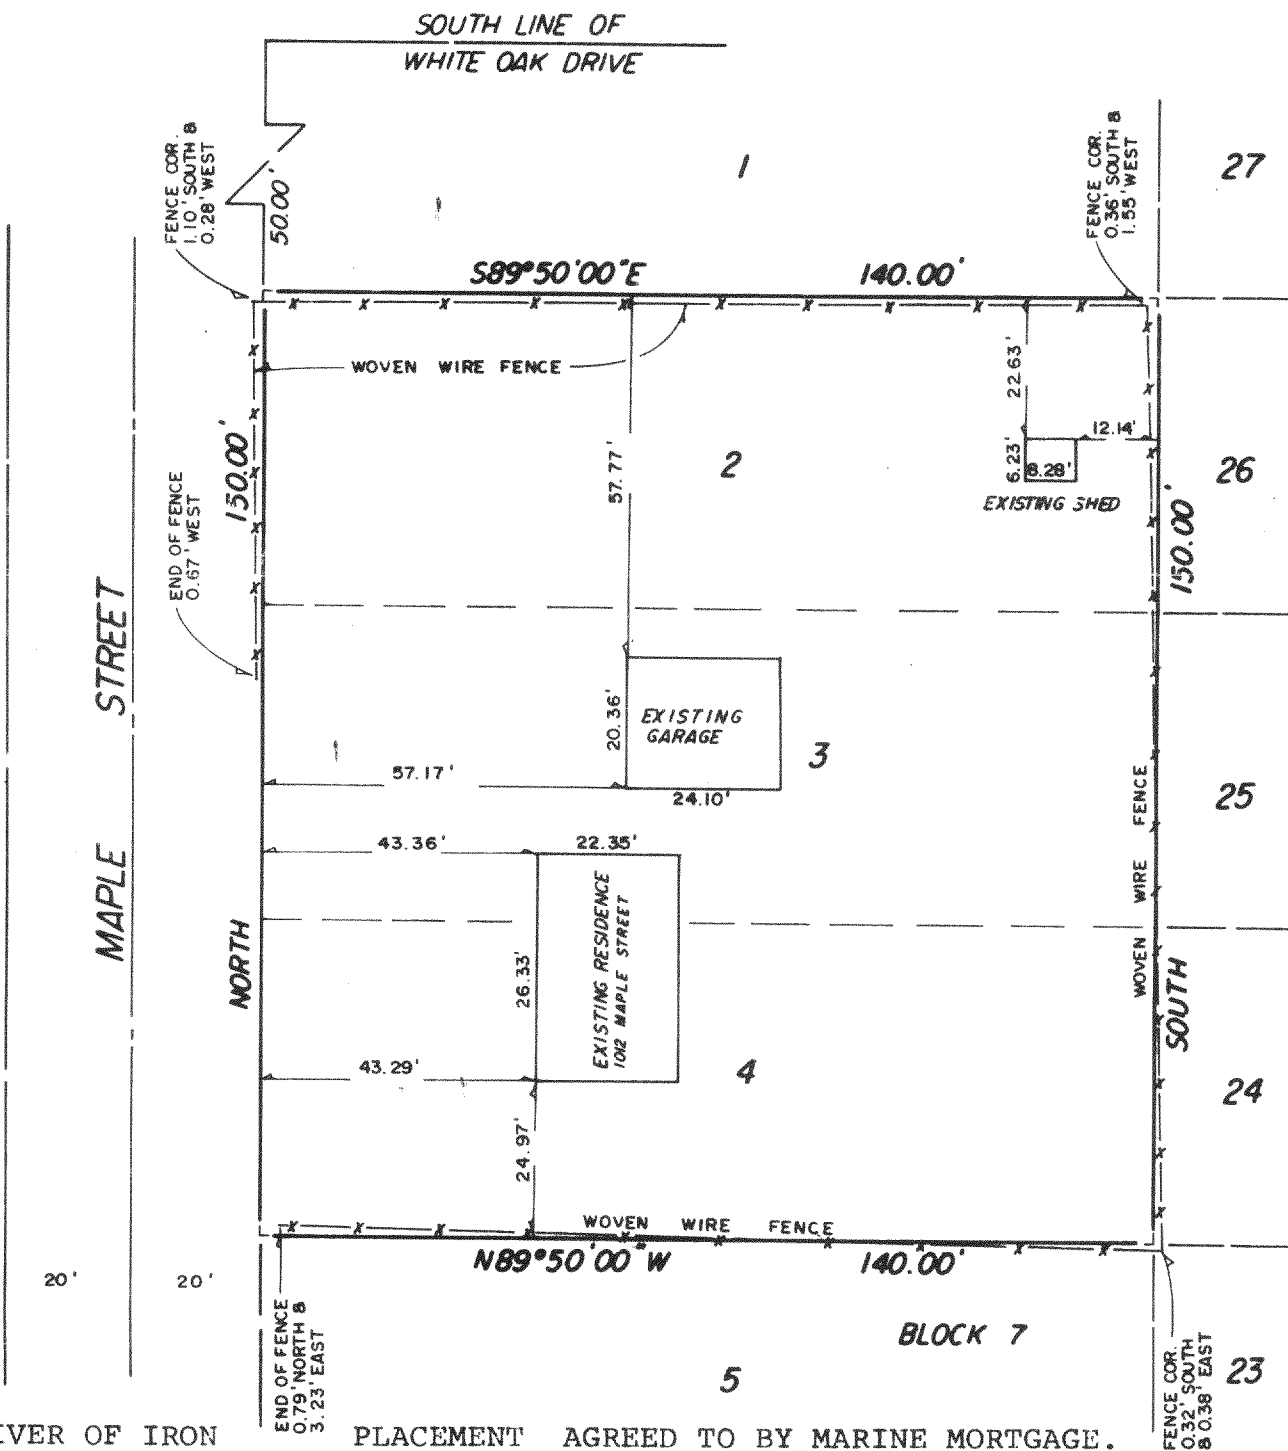 SOUTH LINE OF
WHITE OAK DRIVE
FENCE COR.
1.10' SOUTH &
0.28' WEST
50.00'
1
FENCE COR.
0.36' SOUTH &
1.55' WEST
27
S89°50'00"E
140.00'
WOVEN WIRE FENCE
22.63'
12.14'
6.23'
8.28'
EXISTING SHED
150.00'
57.77'
2
26
END OF FENCE
0.67' WEST
150.00'
MAPLE STREET
20.36'
EXISTING
GARAGE
3
57.17'
24.10'
WOVEN WIRE FENCE
25
43.36'
22.35'
NORTH
26.33'
EXISTING RESIDENCE
1012 MAPLE STREET
SOUTH
43.29'
4
24
24.97'
WOVEN WIRE FENCE
N89°50'00"W
140.00'
20'
20'
END OF FENCE
0.79' NORTH &
3.23' EAST
BLOCK 7
5
FENCE COR.
0.32' SOUTH
& 0.38' EAST
23
IVER OF IRON PLACEMENT AGREED TO BY MARINE MORTGAGE.